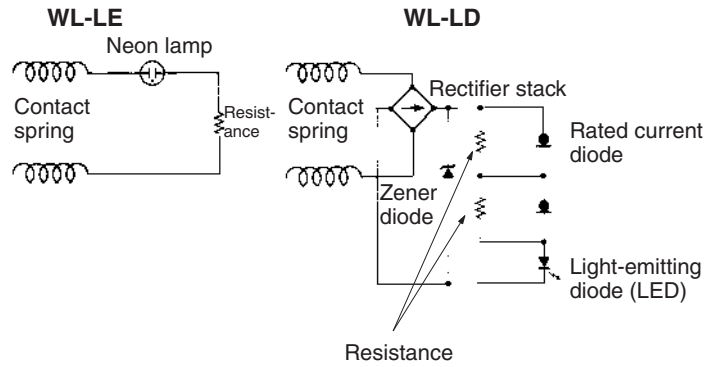 WL-LE
Neon lamp
Contact
spring
Resist-
ance
WL-LD
Rectifier stack
Contact
spring
Rated current
diode
Zener
diode
Light-emitting
diode (LED)
Resistance